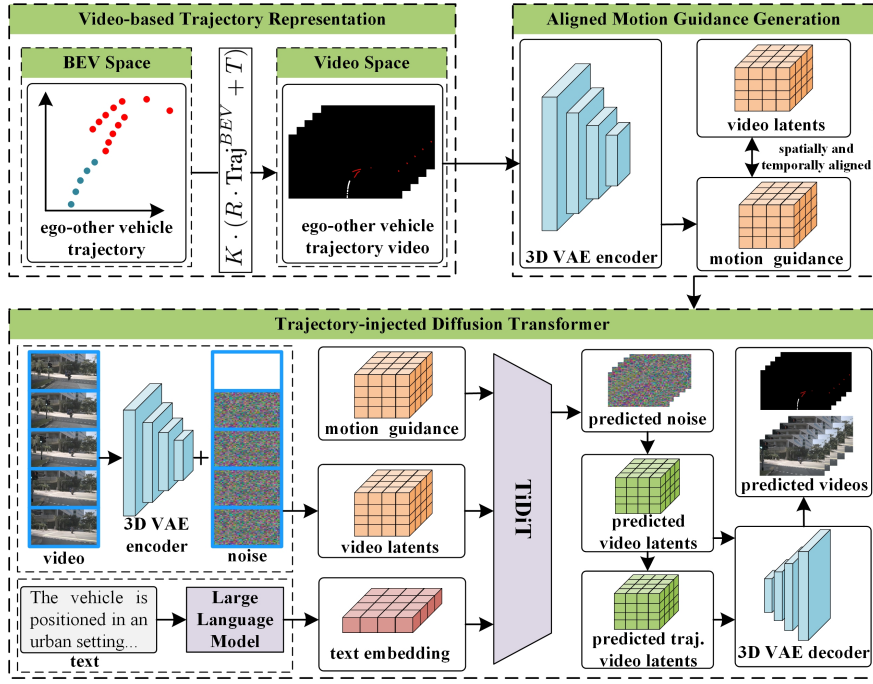 Video-based Trajectory Representation
BEV Space
ego-other vehicle
trajectory
K · (R · Traj^{BEV} + T)
Video Space
ego-other vehicle
trajectory video
Aligned Motion Guidance Generation
3D VAE encoder
video latents
spatially and
temporally aligned
motion guidance
Trajectory-injected Diffusion Transformer
video
3D VAE
encoder
+
noise
The vehicle is
positioned in an
urban setting...
text
Large
Language
Model
motion guidance
video latents
text embedding
TiDiT
predicted noise
predicted
video latents
predicted traj.
video latents
predicted videos
3D VAE decoder